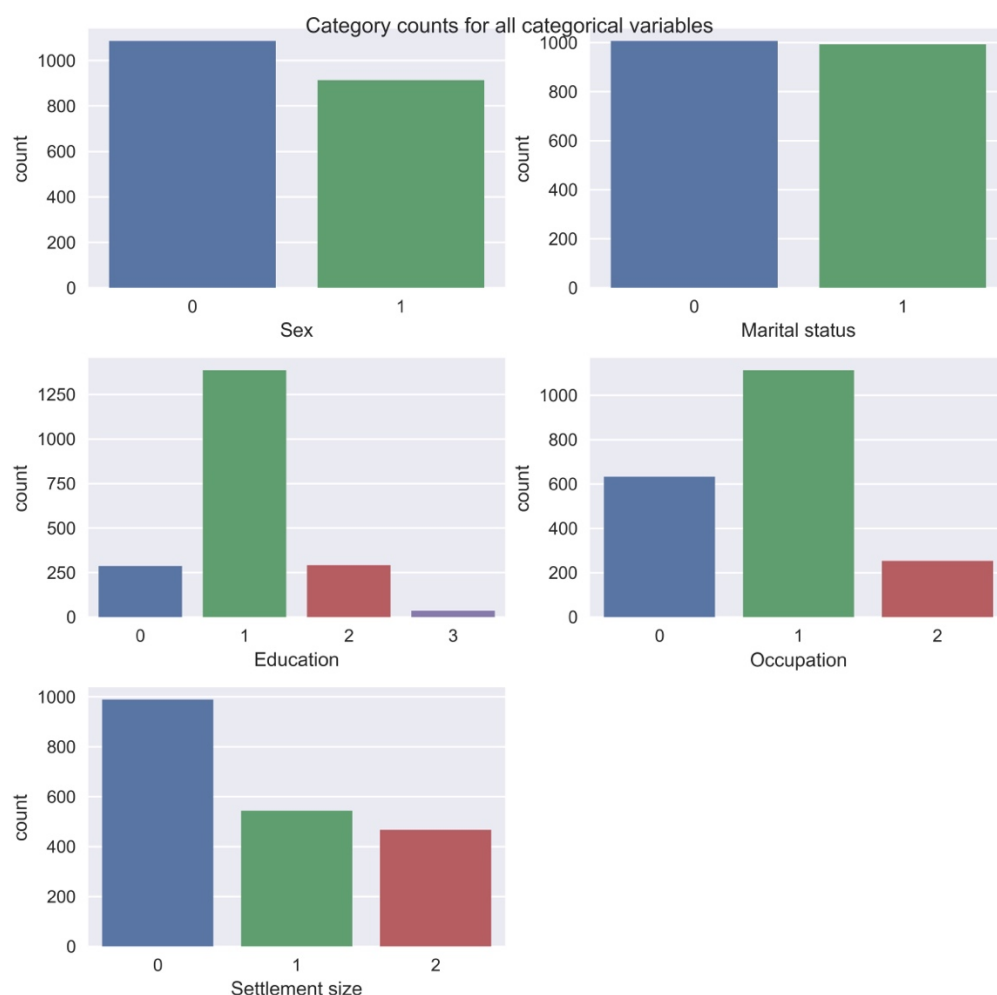 Category counts for all categorical variables
1000
800
600
400
200
0
count
0 1
Sex
1000
800
600
400
200
0
count
0 1
Marital status
1250
1000
750
500
250
0
count
0 1 2 3
Education
1000
800
600
400
200
0
count
0 1 2
Occupation
1000
800
600
400
200
0
count
0 1 2
Settlement size